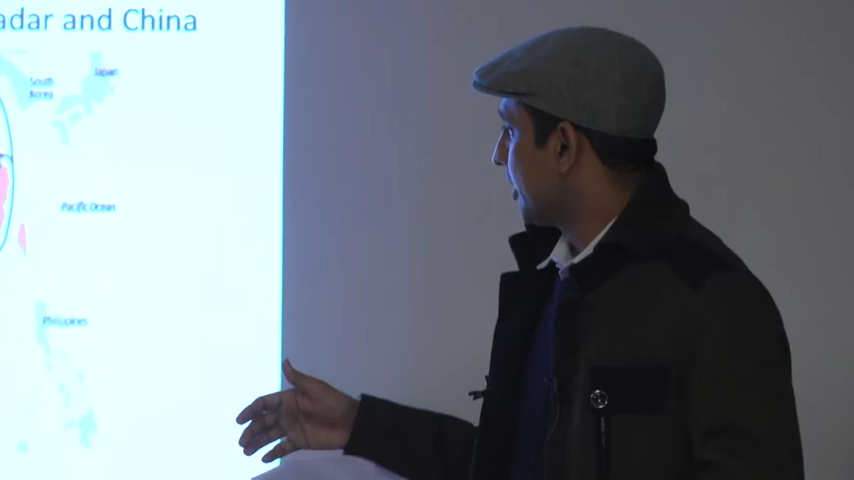 adar and China
Japan
South
Korea
Pacific Ocean
Philippines